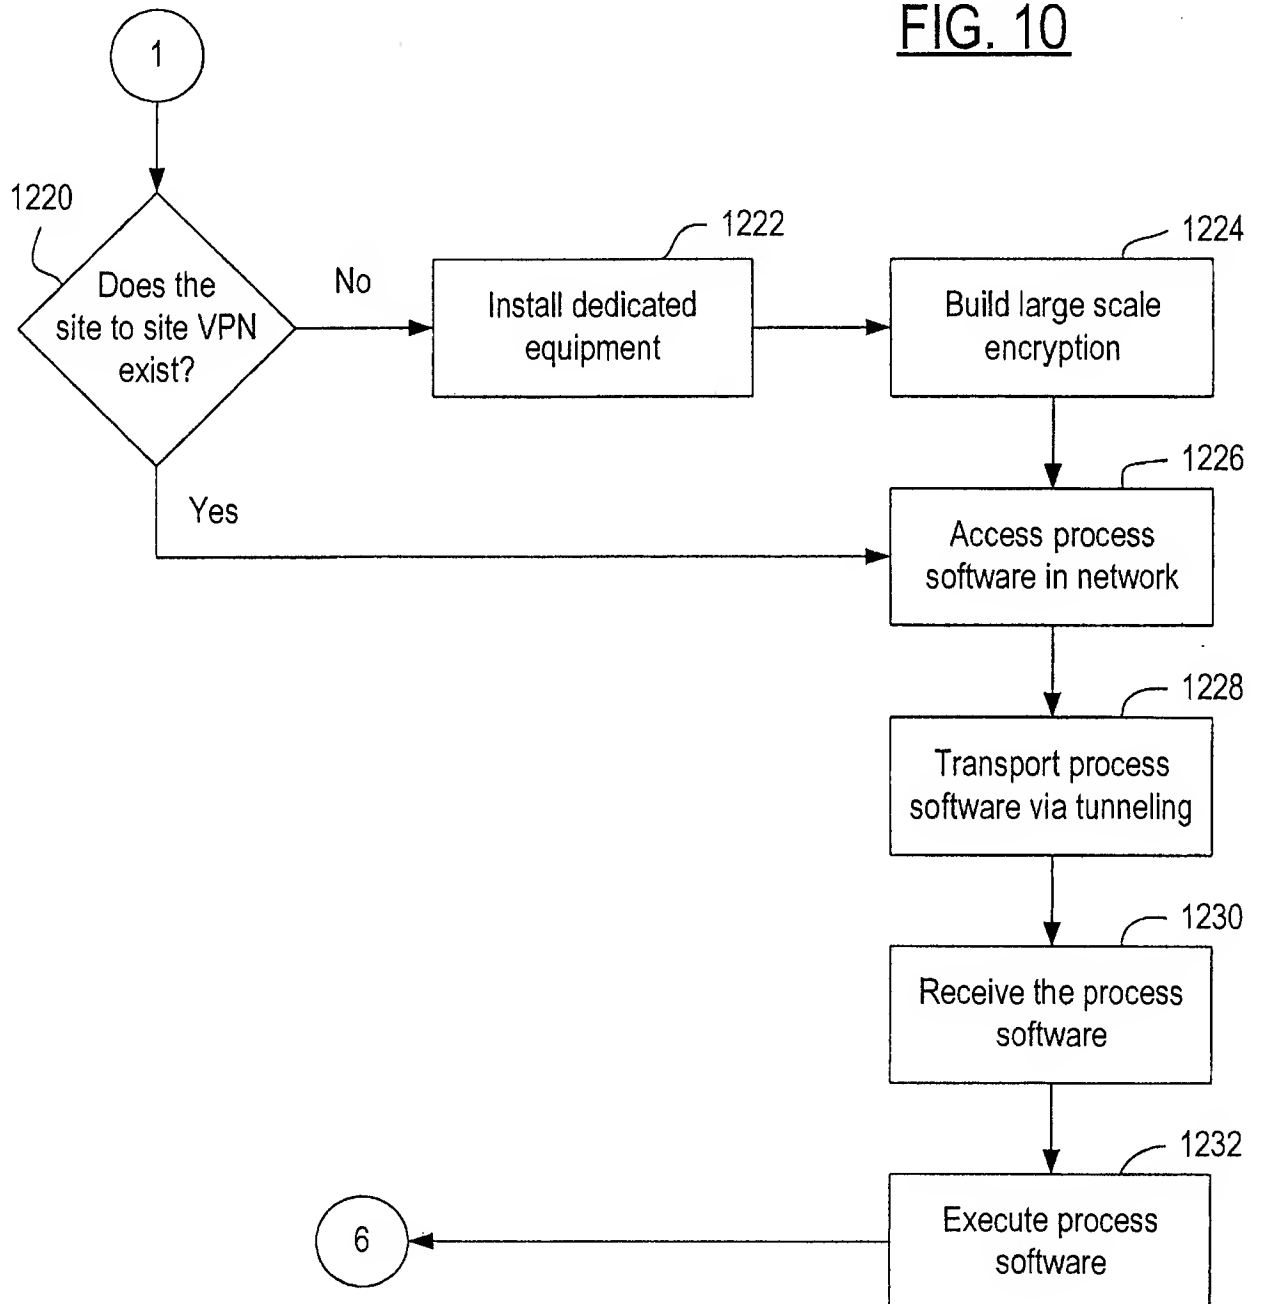 FIG. 10
1
1220
Does the
site to site VPN
exist?
No
1222
Install dedicated
equipment
1224
Build large scale
encryption
Yes
1226
Access process
software in network
1228
Transport process
software via tunneling
1230
Receive the process
software
1232
Execute process
software
6